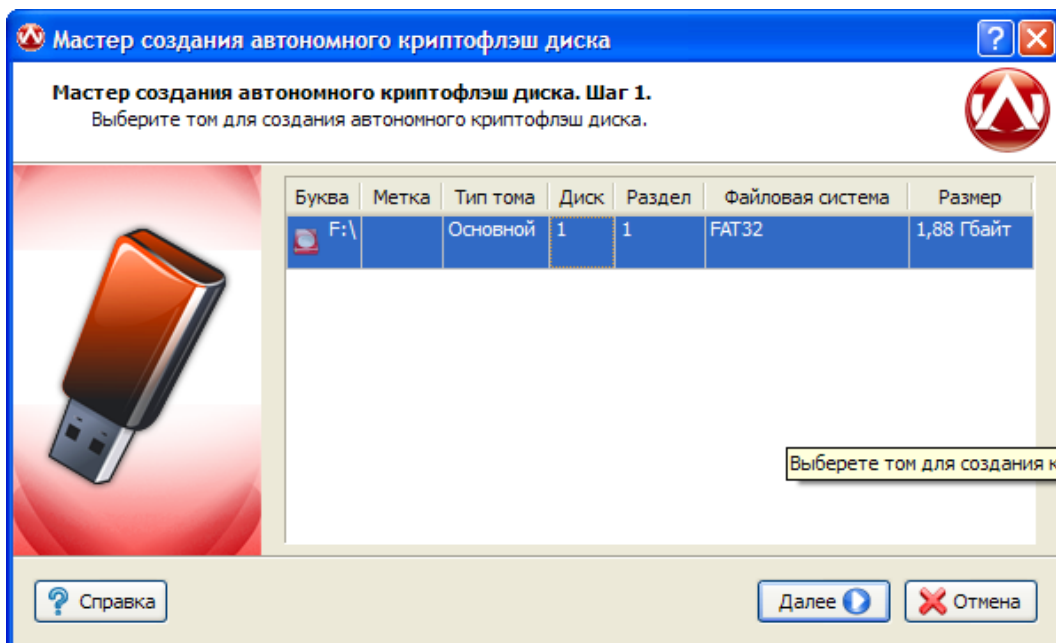 Мастер создания автономного криптофлэш диска
Мастер создания автономного криптофлэш диска. Шаг 1.
Выберите том для создания автономного криптофлэш диска.
Буква Метка Тип тома Диск Раздел Файловая система Размер
F:\ Основной 1 1 FAT32 1,88 Гбайт
Выберете том для создания к
Справка Далее Отмена